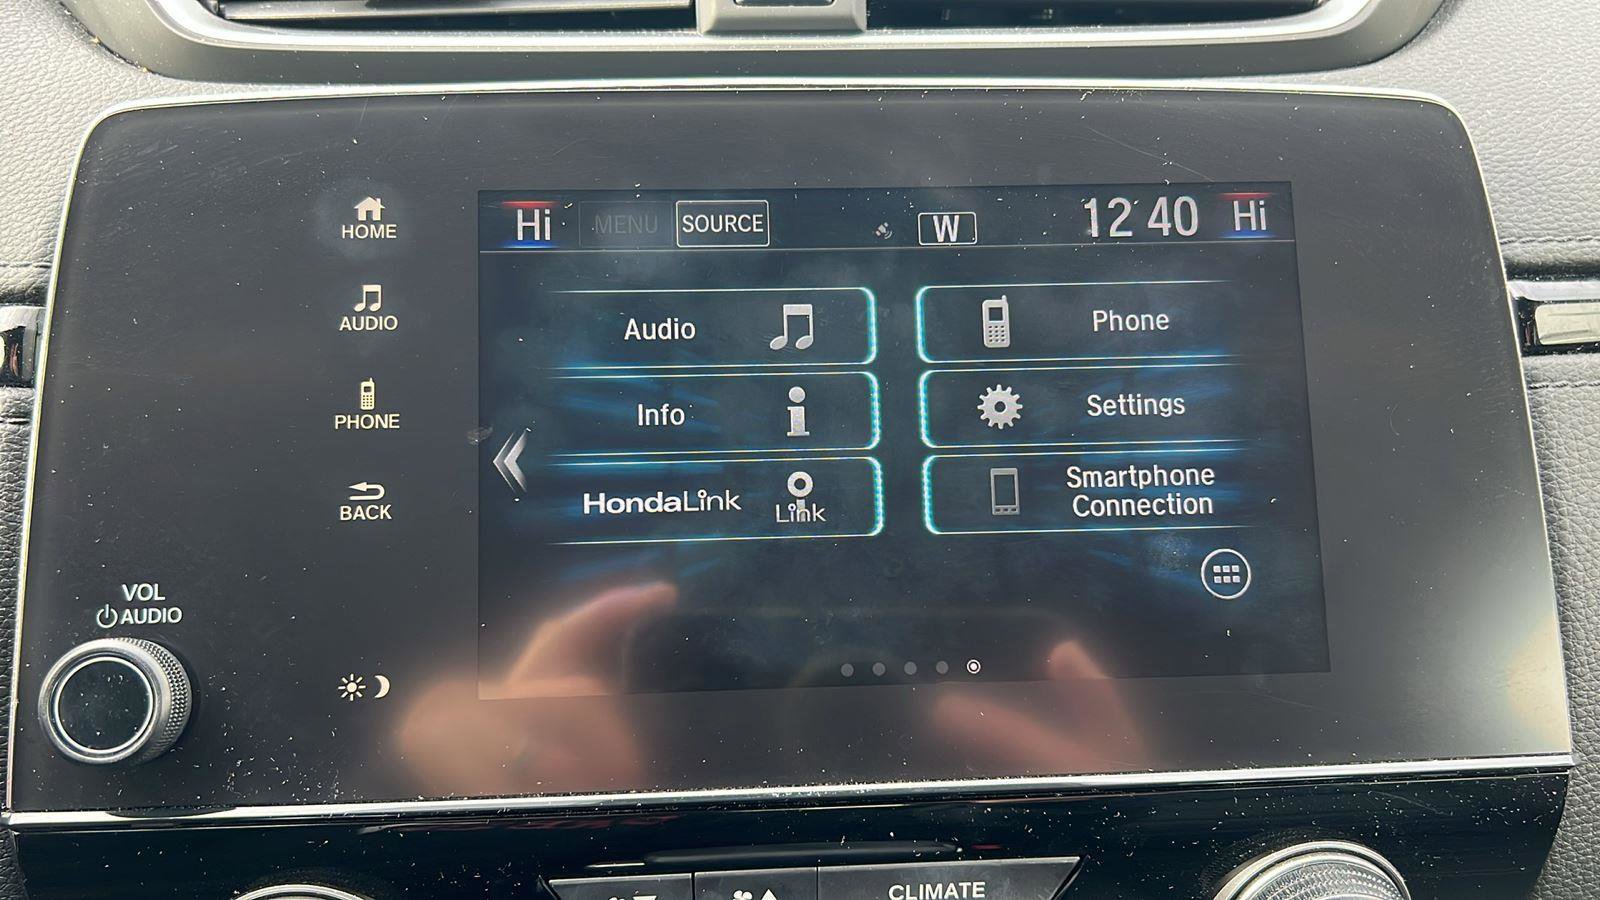 Hi MENU SOURCE W 12 40 Hi
HOME
AUDIO
PHONE
BACK
VOL
AUDIO
Audio
Phone
Info
Settings
HondaLink
Link
Smartphone
Connection
CLIMATE